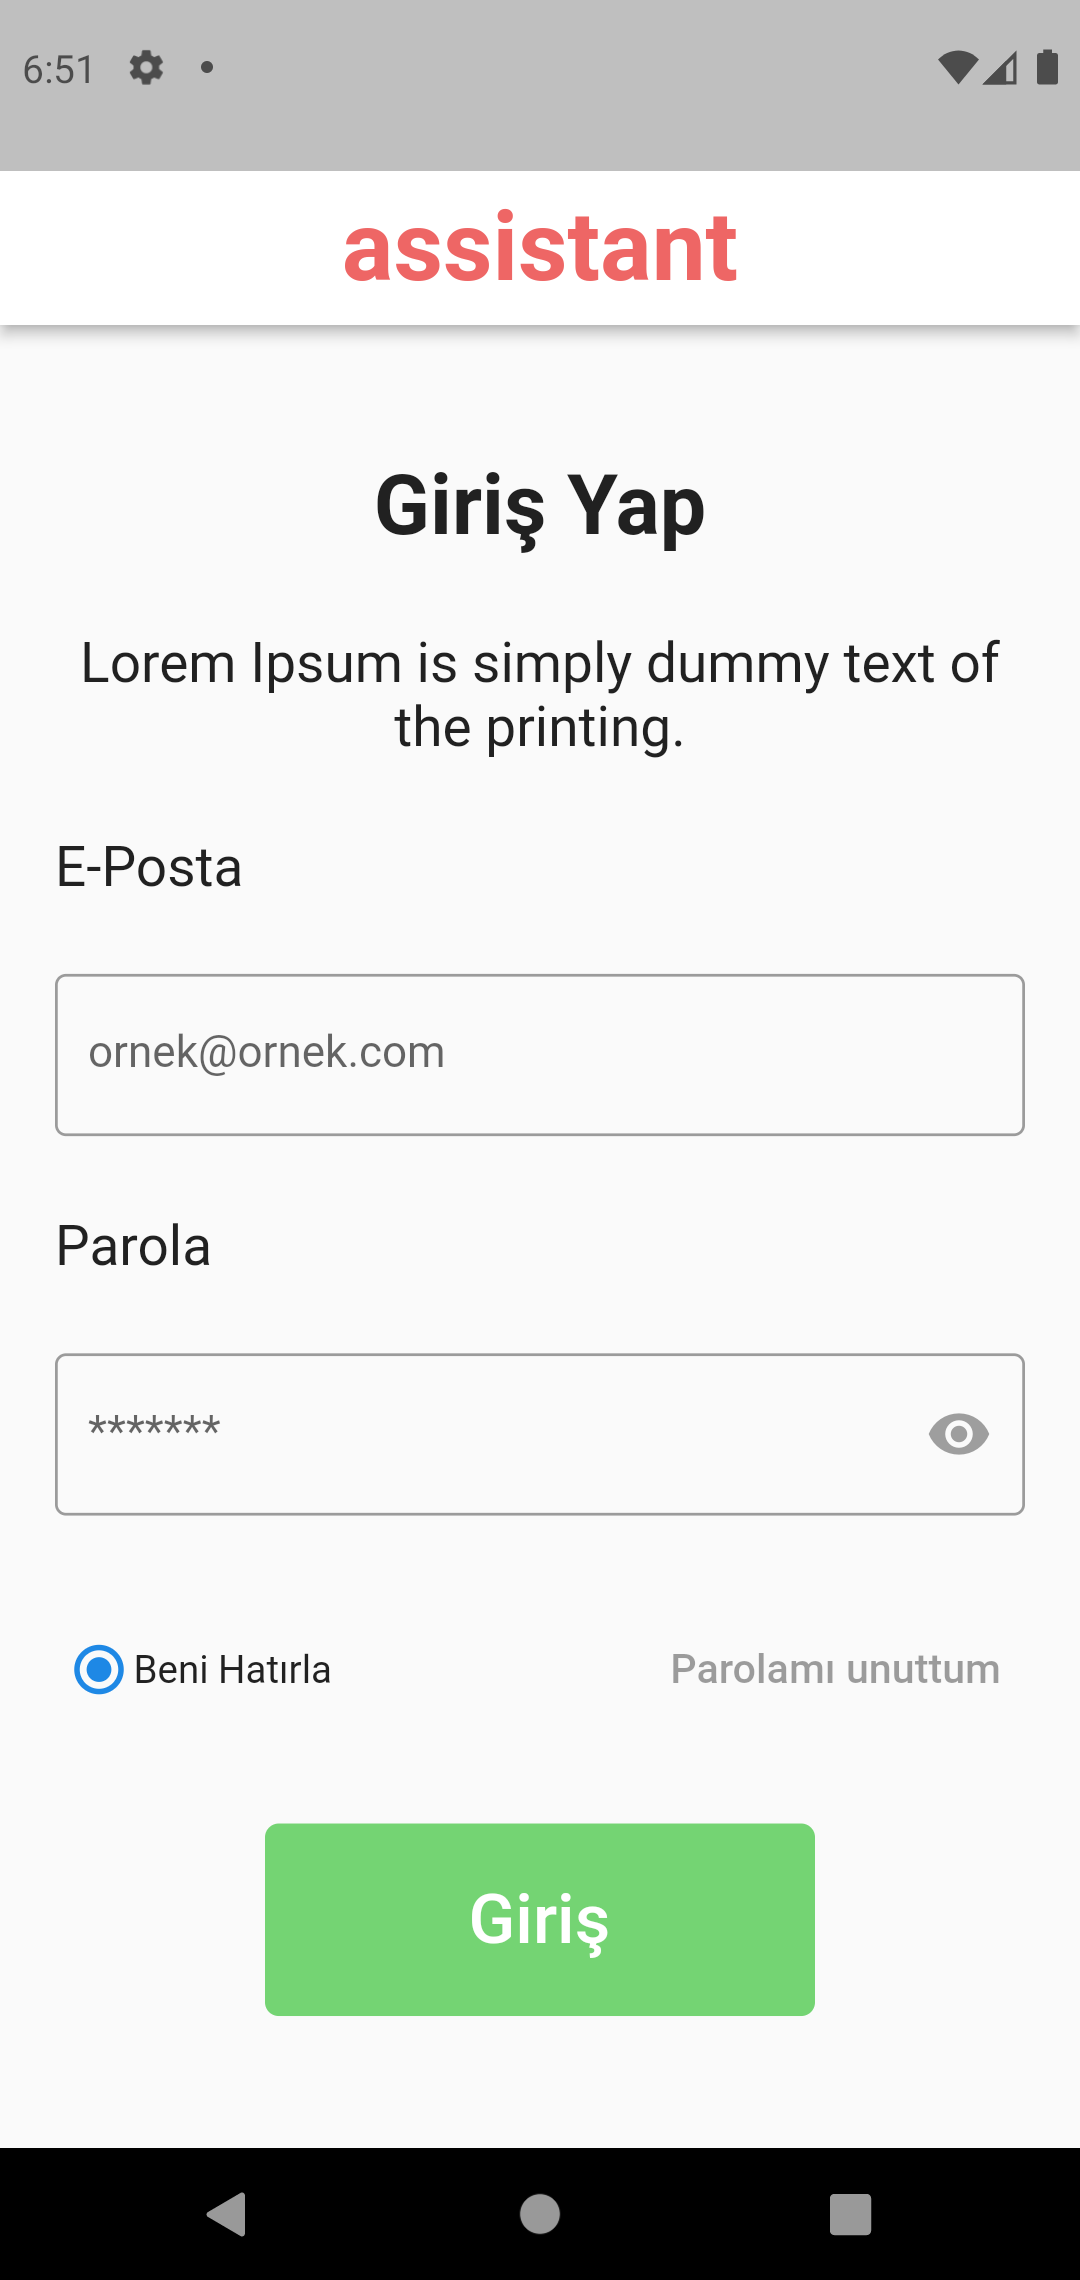 6:51
assistant
Giriş Yap
Lorem Ipsum is simply dummy text of
the printing.
E-Posta
ornek@ornek.com
Parola
*******
Beni Hatırla
Parolamı unuttum
Giriş